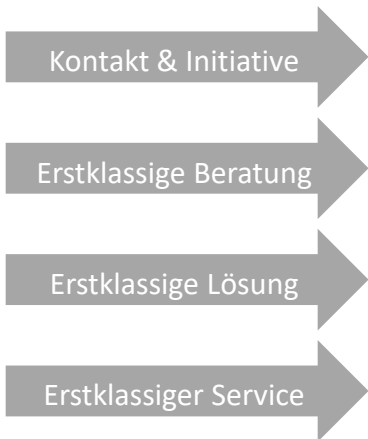 Kontakt & Initiative
Erstklassige Beratung
Erstklassige Lösung
Erstklassiger Service